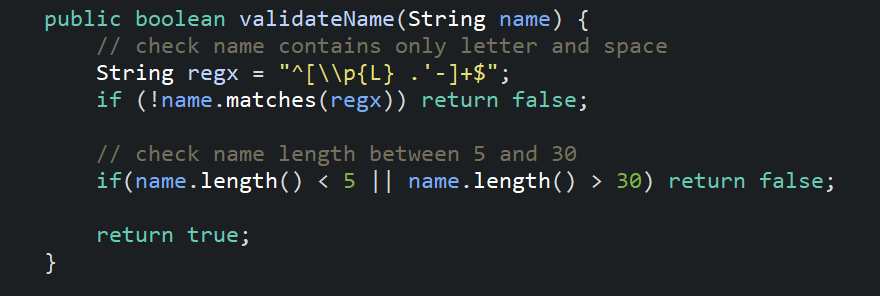 public boolean validateName(String name) {
    // check name contains only letter and space
    String regx = "^[\\p{L} .'-]+$";
    if (!name.matches(regx)) return false;

    // check name length between 5 and 30
    if(name.length() < 5 || name.length() > 30) return false;

    return true;
}